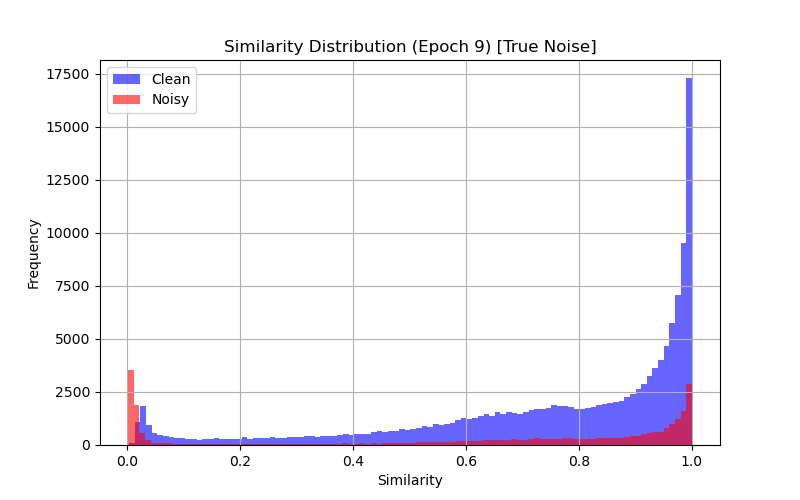 Similarity Distribution (Epoch 9) [True Noise]
Clean
Noisy
17500
15000
12500
10000
7500
5000
2500
0
Frequency
0.0 0.2 0.4 0.6 0.8 1.0
Similarity